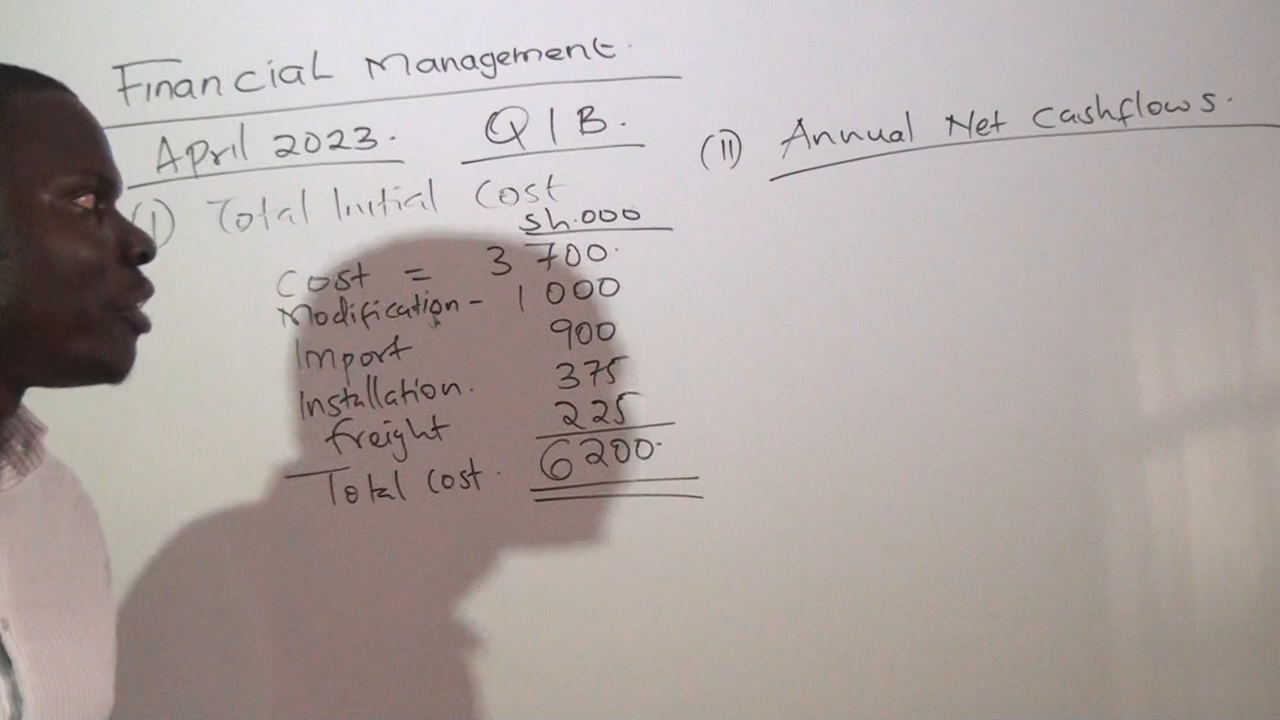 Financial Management.
April 2023. Q1B.
(I) Total Initial Cost
Sh.000
Cost = 3 700.
Modification - 1 000
Import 900
Installation. 375
freight 225
Total Cost. 6200.
(II) Annual Net Cashflows.